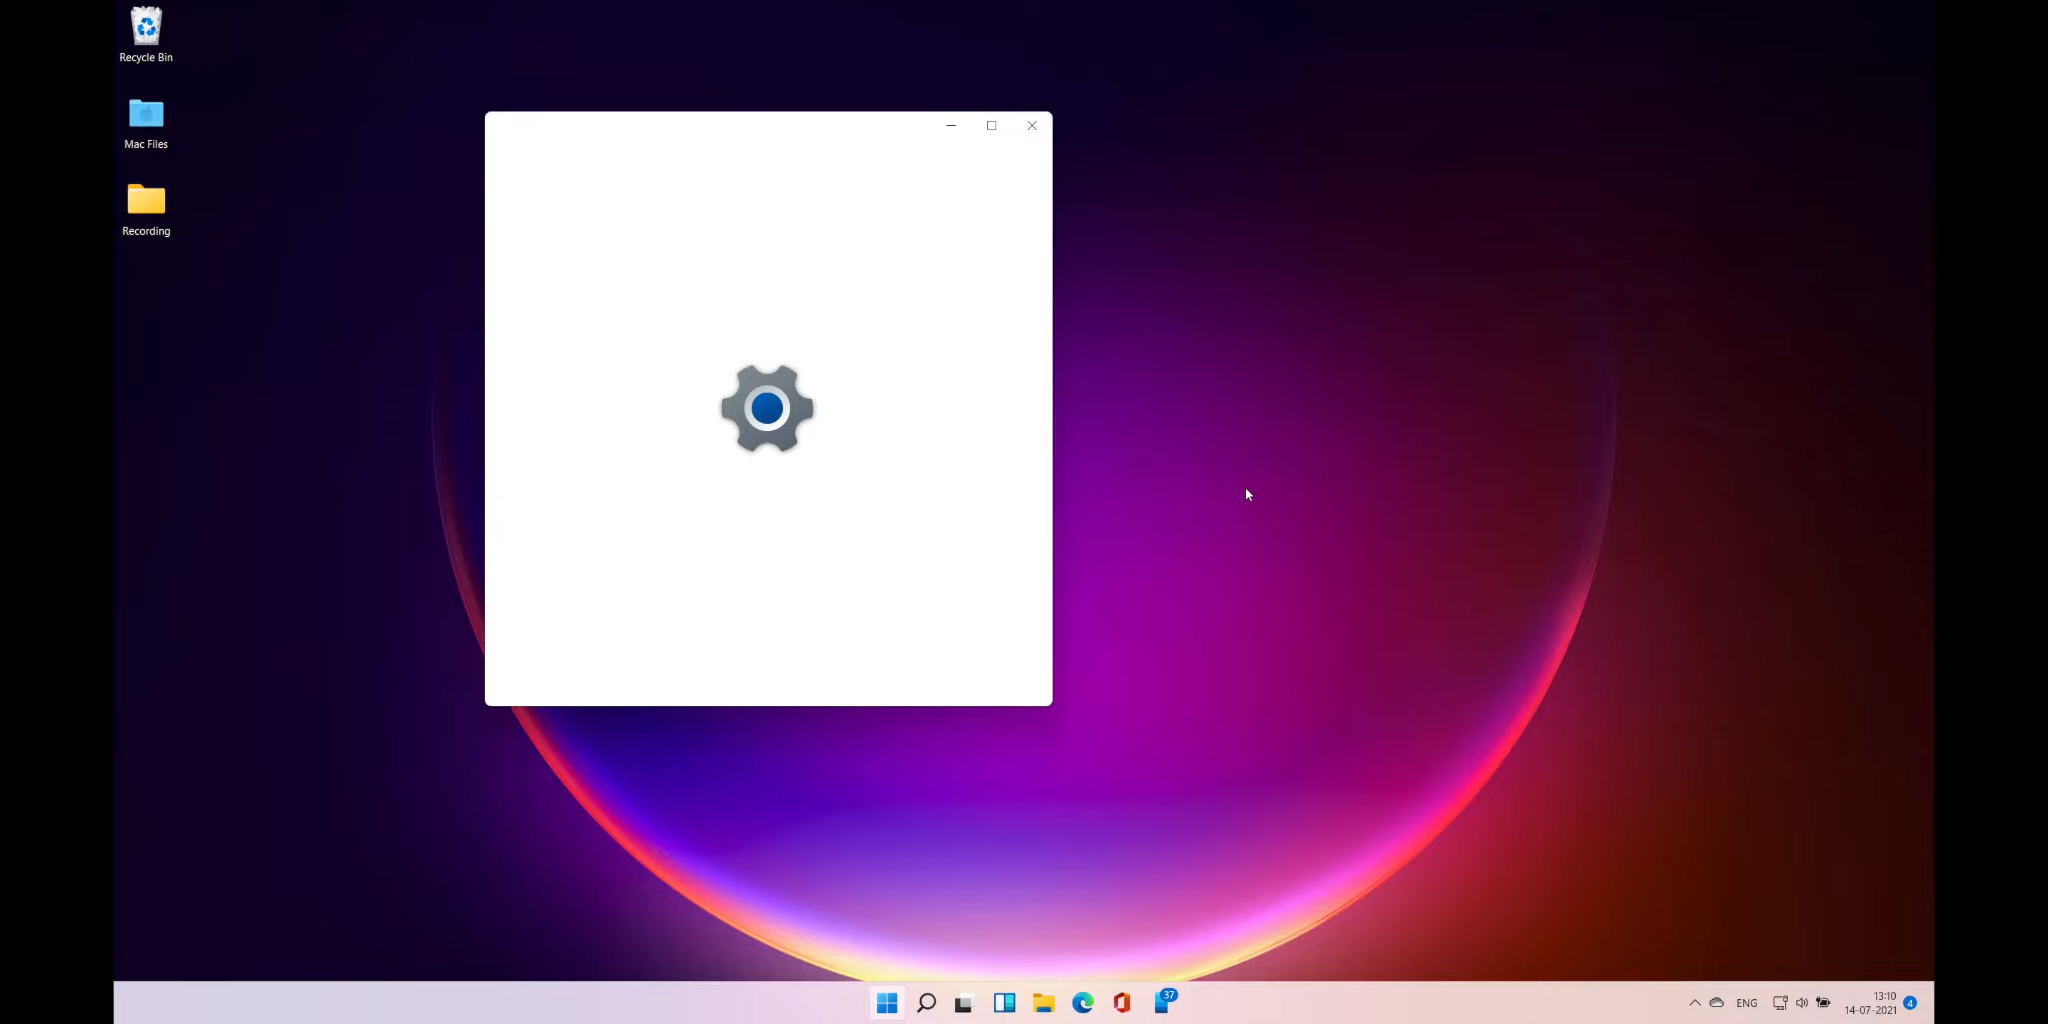 Recycle Bin
Mac Files
Recording
37
ENG
13:10
14-07-2021
4